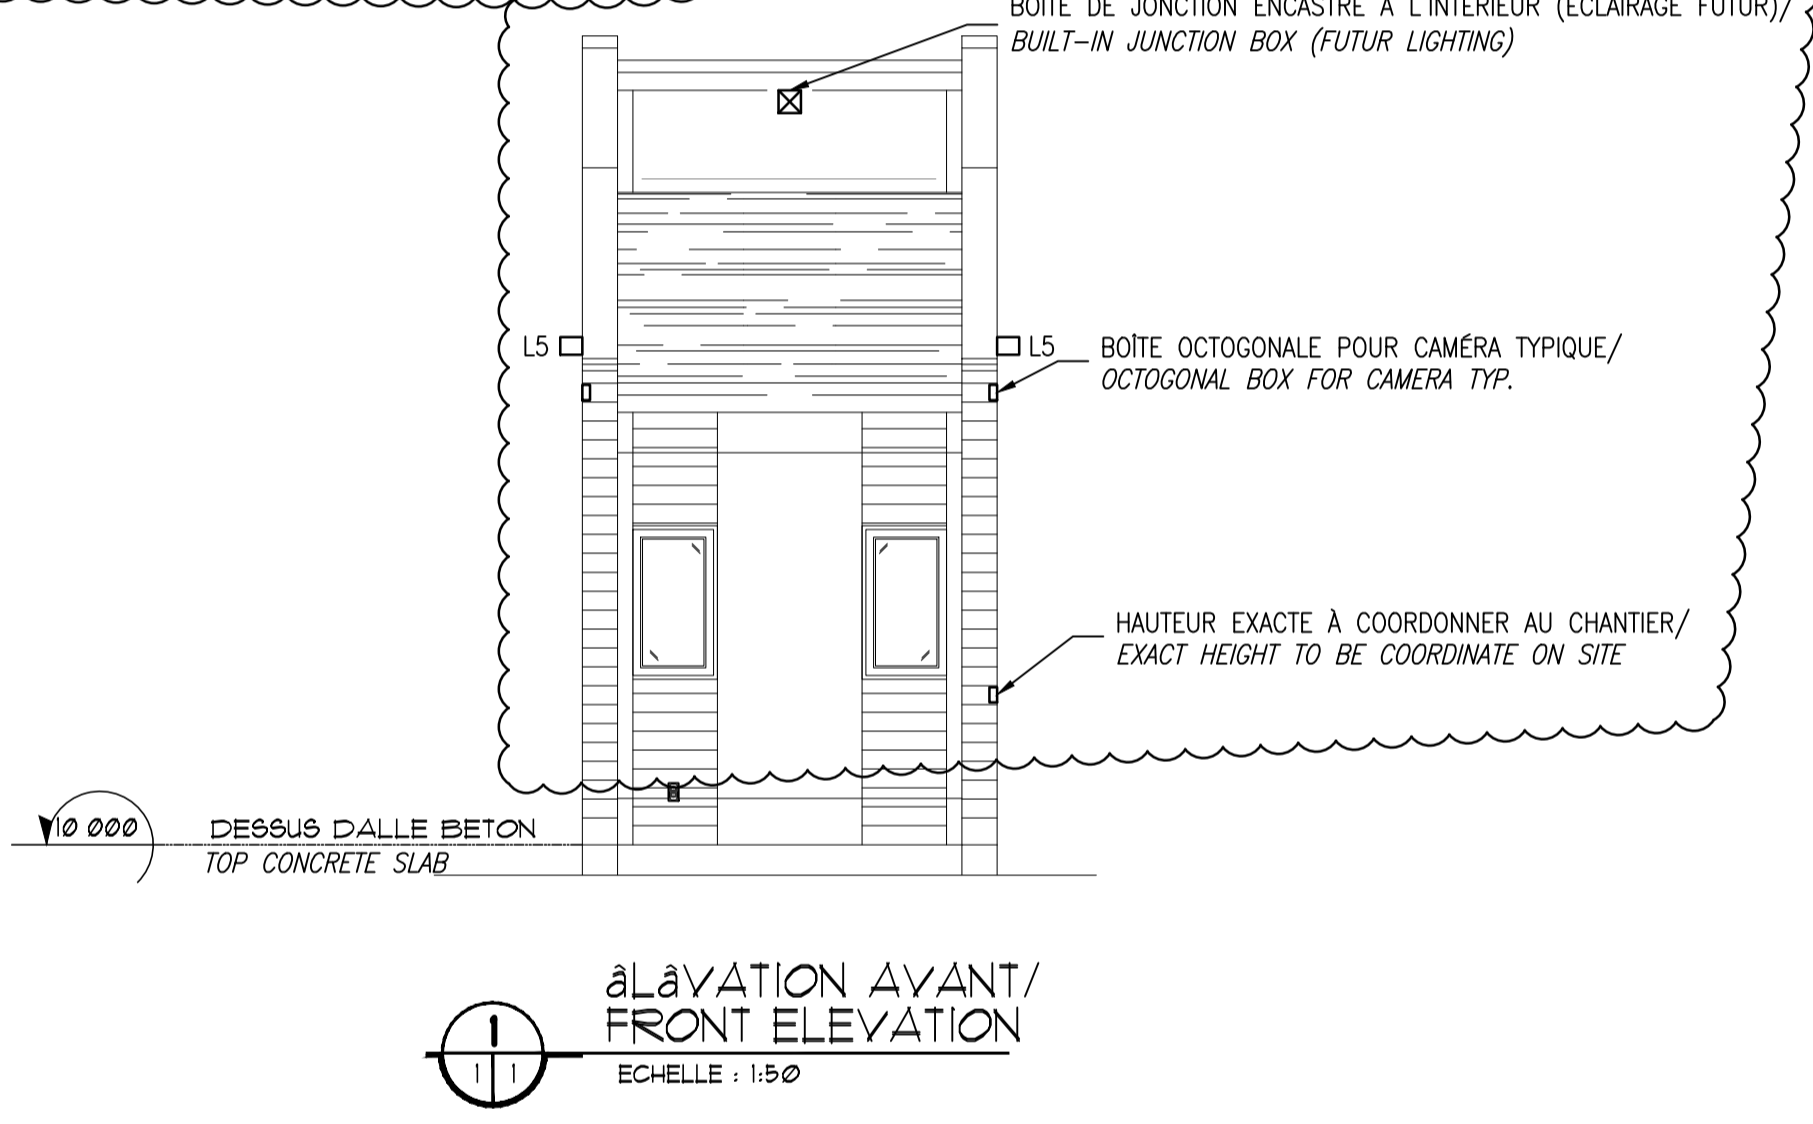 BOÎTE DE JONCTION ENCASTRÉ À L'INTÉRIEUR (ÉCLAIRAGE FUTUR)/
BUILT-IN JUNCTION BOX (FUTUR LIGHTING)
L5
L5
BOÎTE OCTOGONALE POUR CAMÉRA TYPIQUE/
OCTOGONAL BOX FOR CAMERA TYP.
HAUTEUR EXACTE À COORDONNER AU CHANTIER/
EXACT HEIGHT TO BE COORDINATE ON SITE
10 000
DESSUS DALLE BETON
TOP CONCRETE SLAB
âLâVATION AVANT/
FRONT ELEVATION
1
1 1
ECHELLE : 1:50